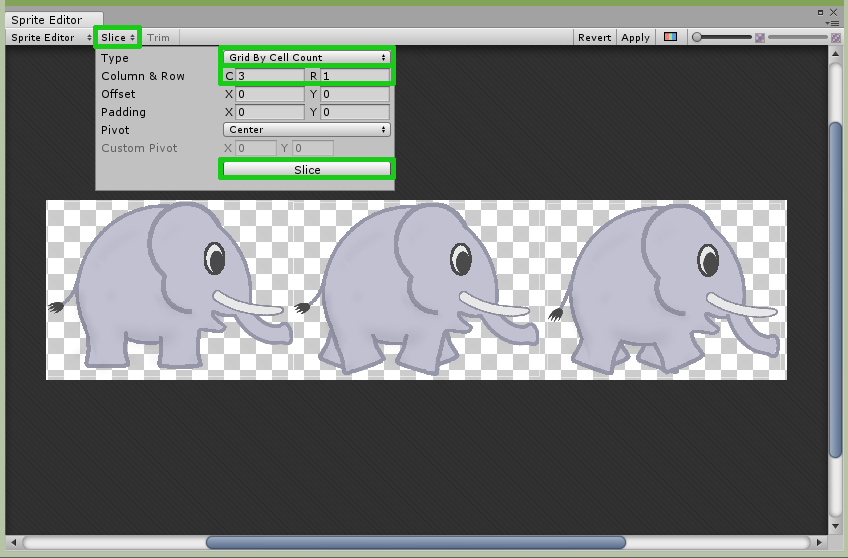 Sprite Editor
Sprite Editor Slice Trim Revert Apply
Type Grid By Cell Count
Column & Row C 3 R 1
Offset X 0 Y 0
Padding X 0 Y 0
Pivot Center
Custom Pivot X 0 Y 0
Slice